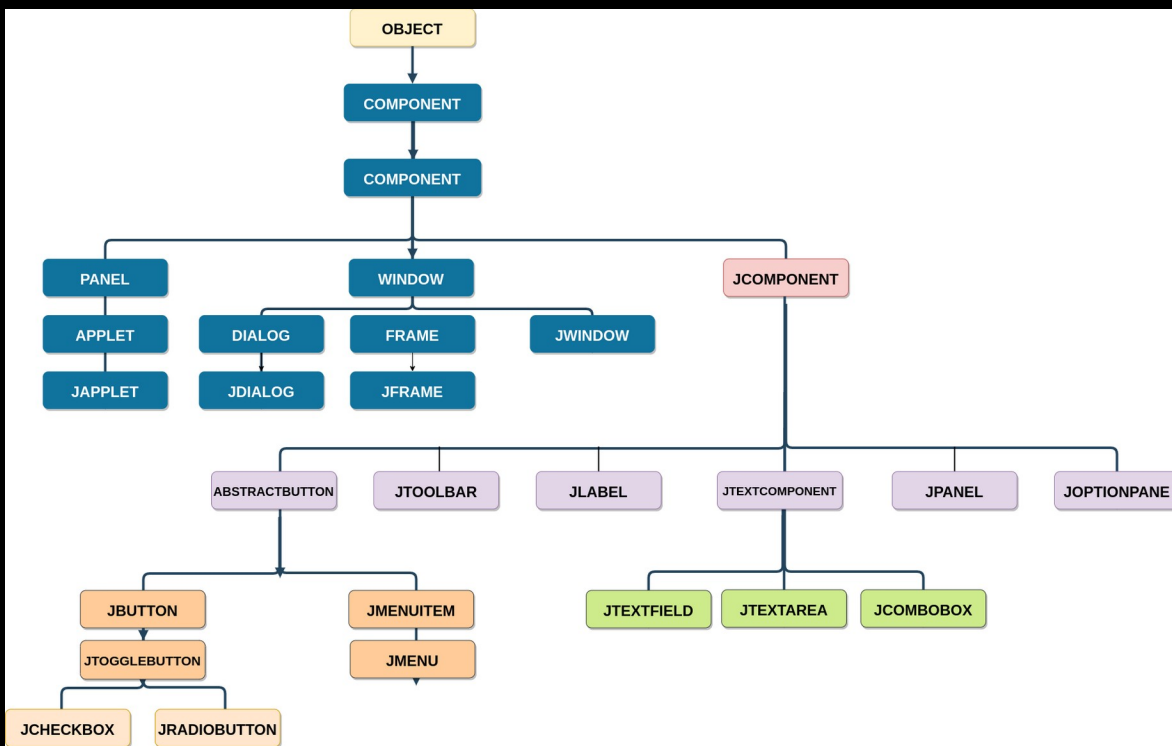 OBJECT
COMPONENT
COMPONENT
PANEL
WINDOW
JCOMPONENT
APPLET
DIALOG
FRAME
JWINDOW
JAPPLET
JDIALOG
JFRAME
ABSTRACTBUTTON
JTOOLBAR
JLABEL
JTEXTCOMPONENT
JPANEL
JOPTIONPANE
JBUTTON
JMENUITEM
JTEXTFIELD
JTEXTAREA
JCOMBOBOX
JTOGGLEBUTTON
JMENU
JCHECKBOX
JRADIOBUTTON